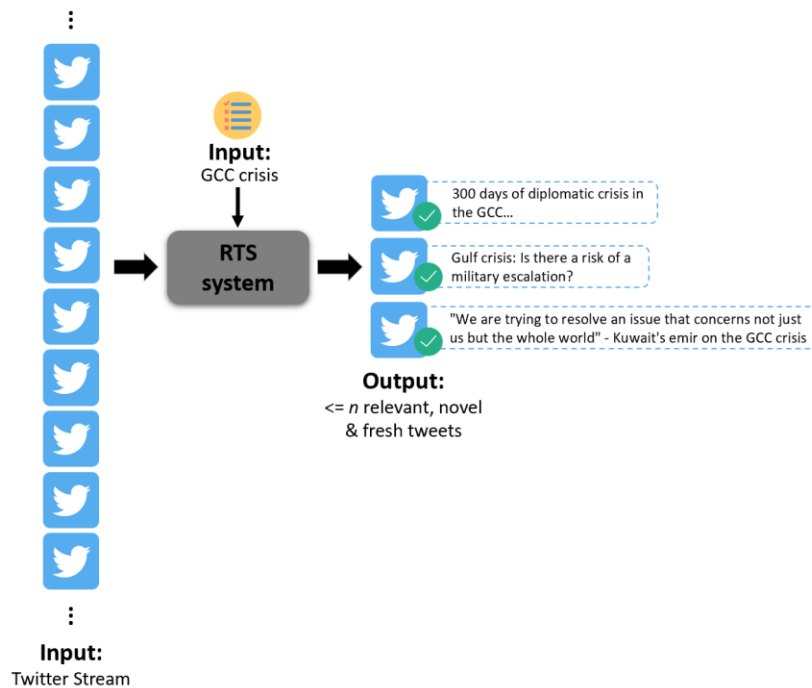 Input:
GCC crisis
RTS
system
300 days of diplomatic crisis in
the GCC...
Gulf crisis: Is there a risk of a
military escalation?
"We are trying to resolve an issue that concerns not just
us but the whole world" - Kuwait's emir on the GCC crisis
Output:
<= n relevant, novel
& fresh tweets
Input:
Twitter Stream